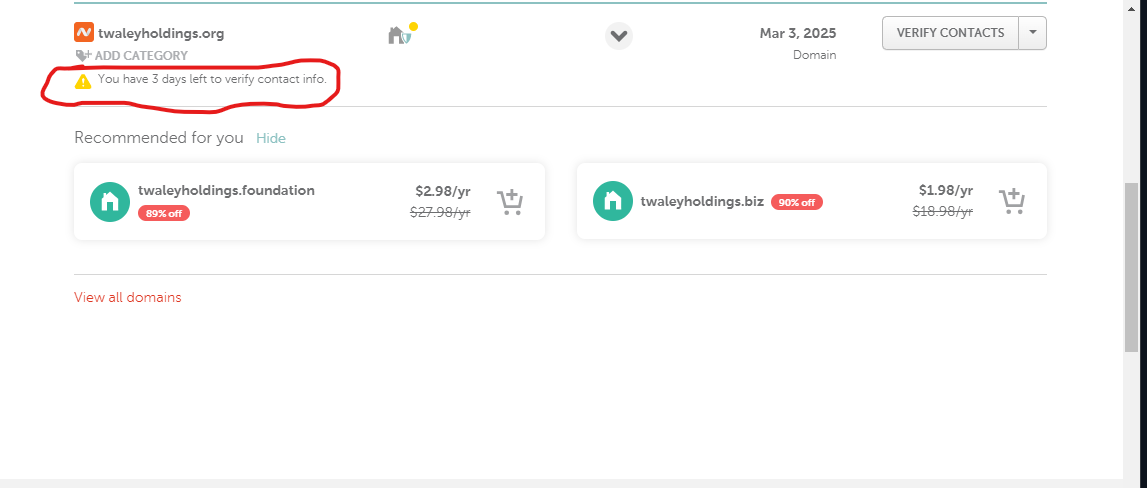 twaleyholdings.org
Mar 3, 2025
VERIFY CONTACTS
ADD CATEGORY
Domain
You have 3 days left to verify contact info.
Recommended for you Hide
twaleyholdings.foundation
89% off
$2.98/yr
$27.98/yr
twaleyholdings.biz 90% off
$1.98/yr
$18.98/yr
View all domains